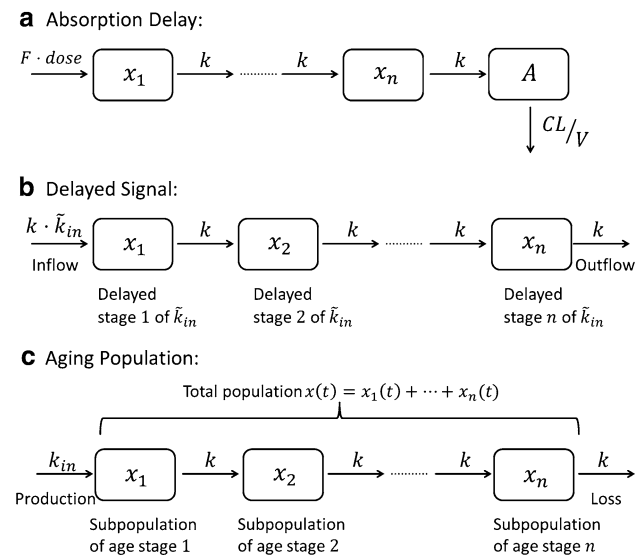 a Absorption Delay:
F · dose
x₁
k
k
xₙ
k
A
CL/V
b Delayed Signal:
k · k̃ᵢₙ
Inflow
x₁
k
x₂
k
k
xₙ
k
Outflow
Delayed
stage 1 of k̃ᵢₙ
Delayed
stage 2 of k̃ᵢₙ
Delayed
stage n of k̃ᵢₙ
c Aging Population:
Total population x(t) = x₁(t) + ⋯ + xₙ(t)
kᵢₙ
Production
x₁
k
x₂
k
k
xₙ
k
Loss
Subpopulation
of age stage 1
Subpopulation
of age stage 2
Subpopulation
of age stage n